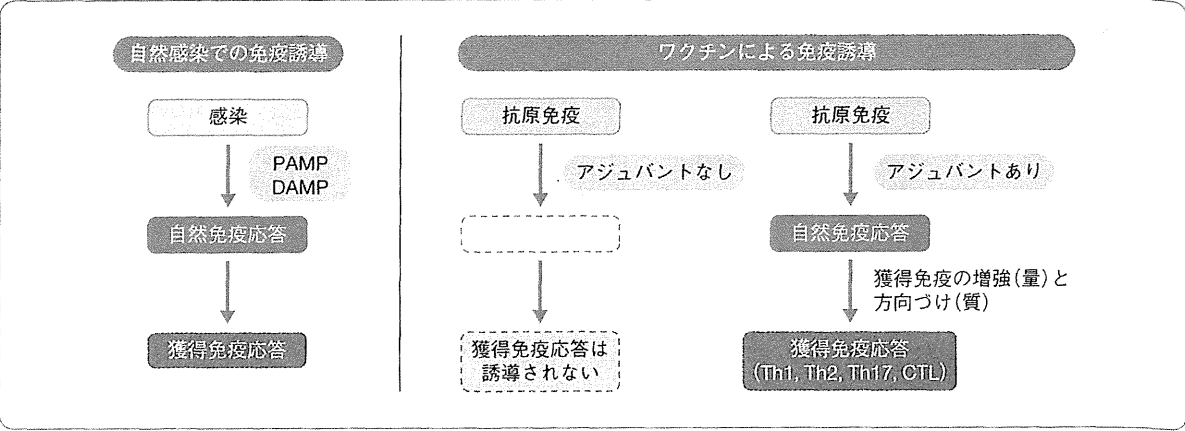 自然感染での免疫誘導
感染
PAMP
DAMP
自然免疫応答
獲得免疫応答
ワクチンによる免疫誘導
抗原免疫
アジュバントなし
獲得免疫応答は
誘導されない
抗原免疫
アジュバントあり
自然免疫応答
獲得免疫の増強(量)と
方向づけ(質)
獲得免疫応答
(Th1, Th2, Th17, CTL)